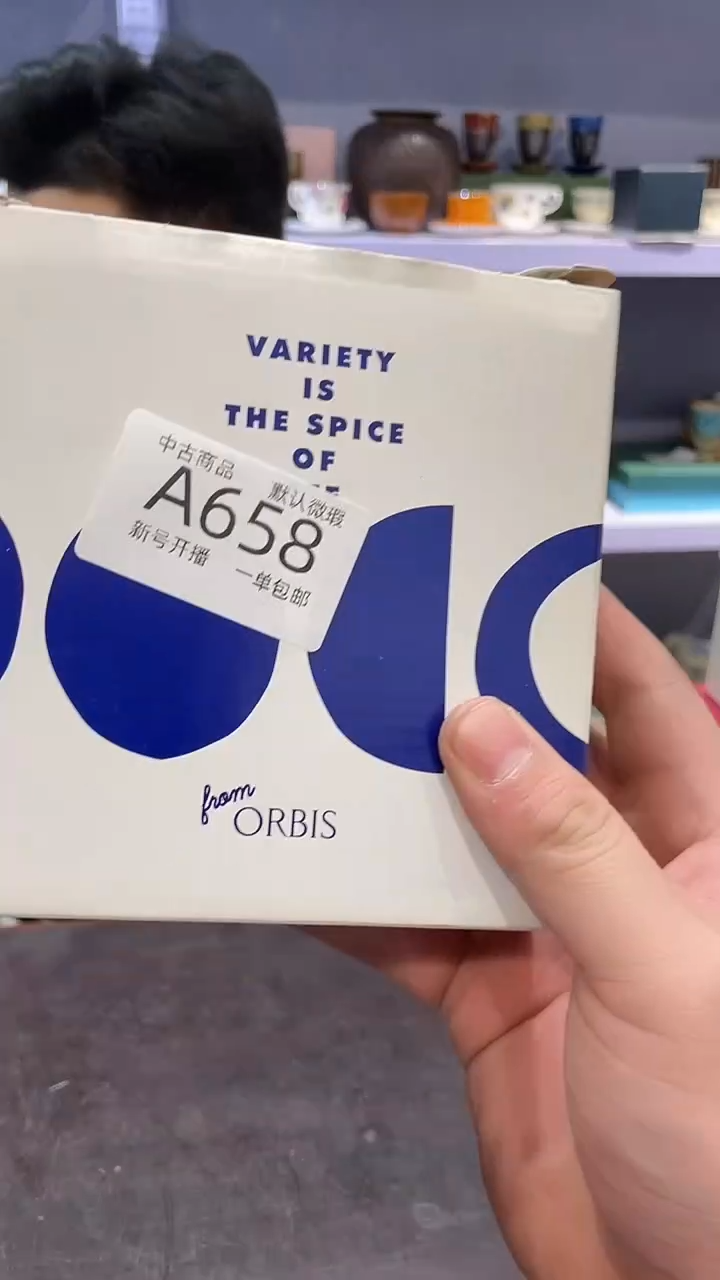 VARIETY
IS
THE SPICE
OF
中古商品 默认微瑕
A658
新号开播 一单包邮
from
ORBIS